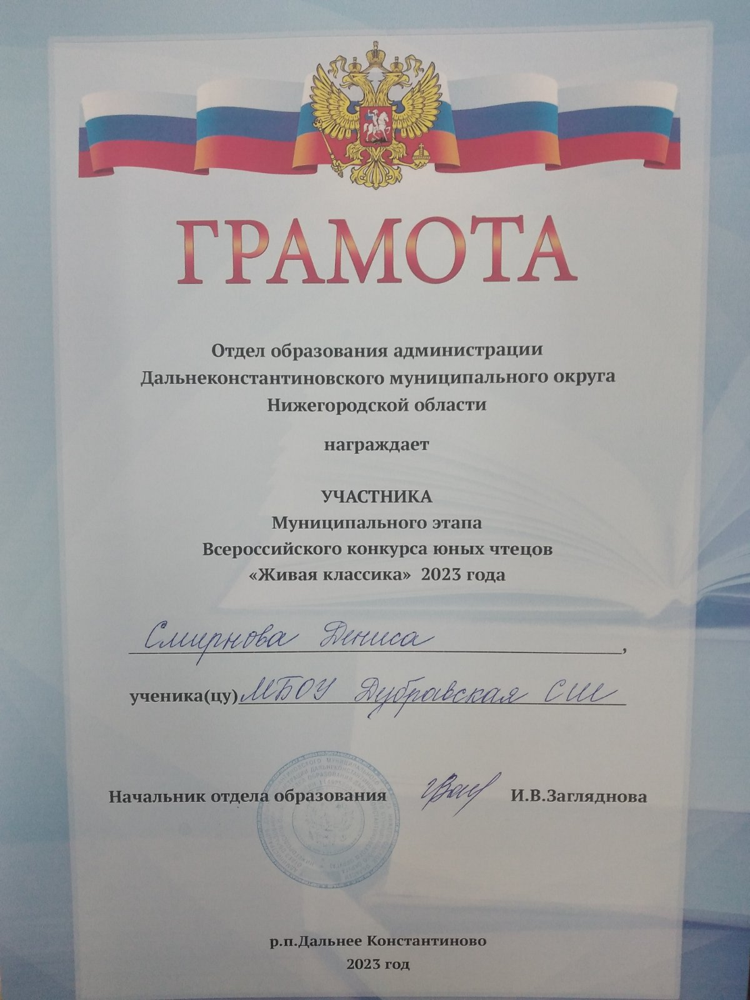 ГРАМОТА
Отдел образования администрации
Дальнеконстантиновского муниципального округа
Нижегородской области
награждает
УЧАСТНИКА
Муниципального этапа
Всероссийского конкурса юных чтецов
«Живая классика» 2023 года
Смирнова Дениса,
ученика(цу) МБОУ Дубравская СШ
Начальник отдела образования И.В.Загляднова
р.п.Дальнее Константиново
2023 год